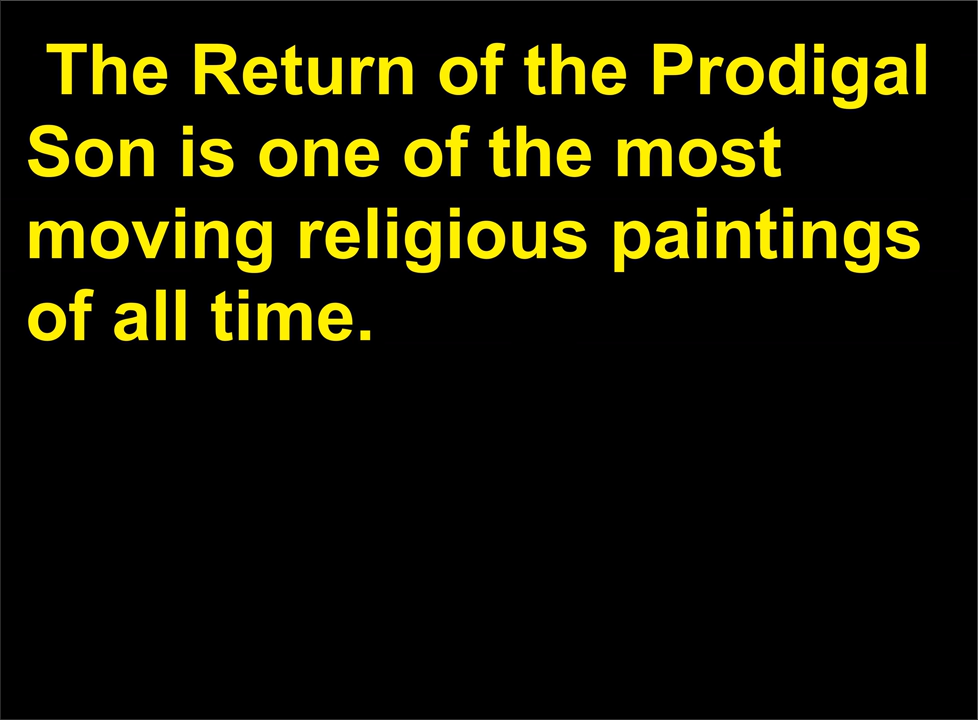 The Return of the Prodigal
Son is one of the most
moving religious paintings
of all time.